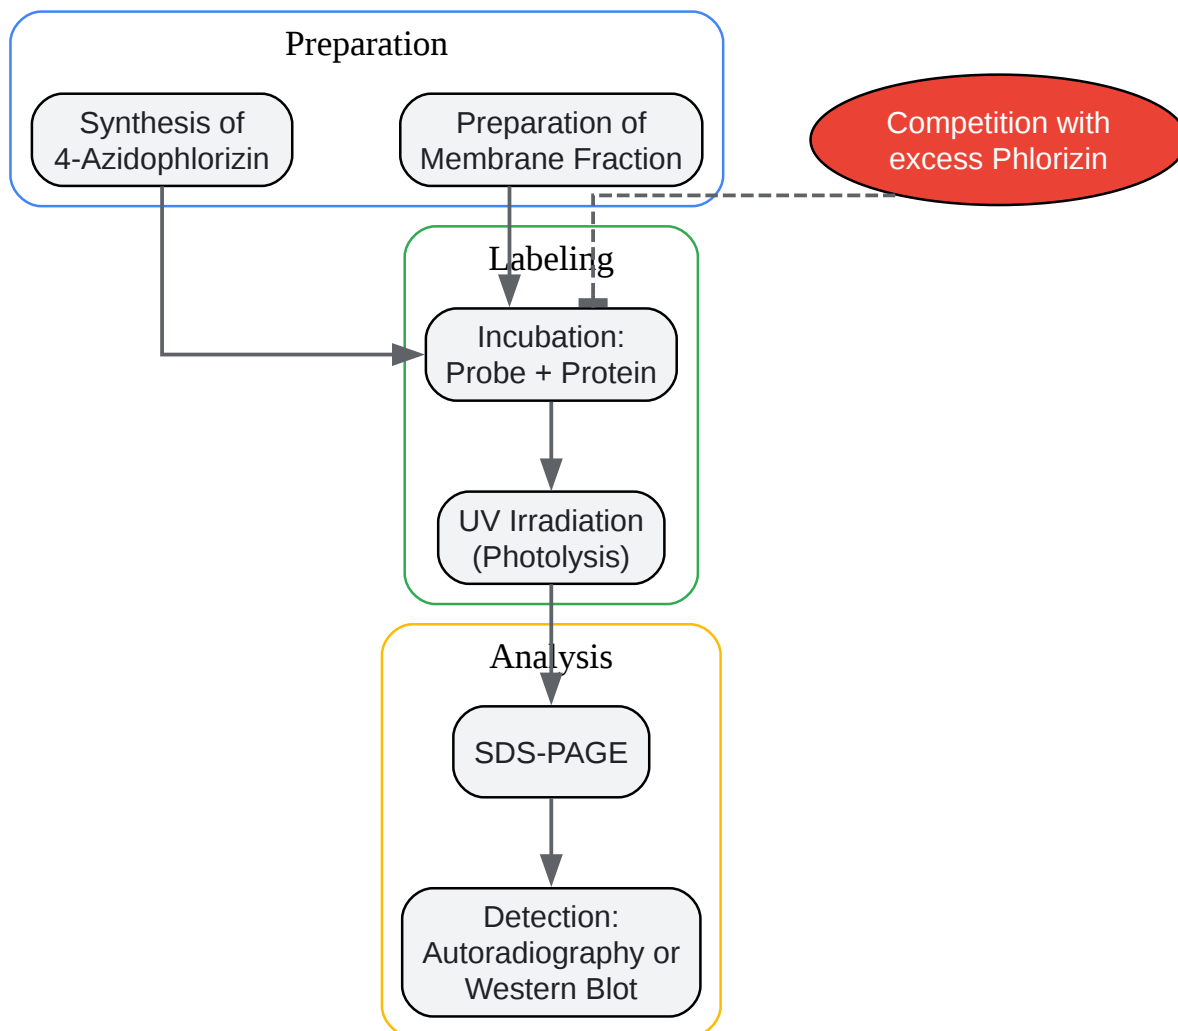 Preparation
Synthesis of
4-Azidophlorizin
Preparation of
Membrane Fraction
Competition with
excess Phlorizin
Labeling
Incubation:
Probe + Protein
UV Irradiation
(Photolysis)
Analysis
SDS-PAGE
Detection:
Autoradiography or
Western Blot